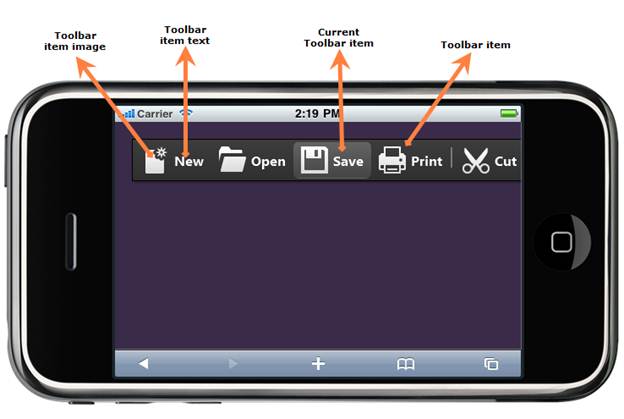 Toolbar
item image
Toolbar
item text
Current
Toolbar item
Toolbar item
Carrier
2:19 PM
New
Open
Save
Print
Cut